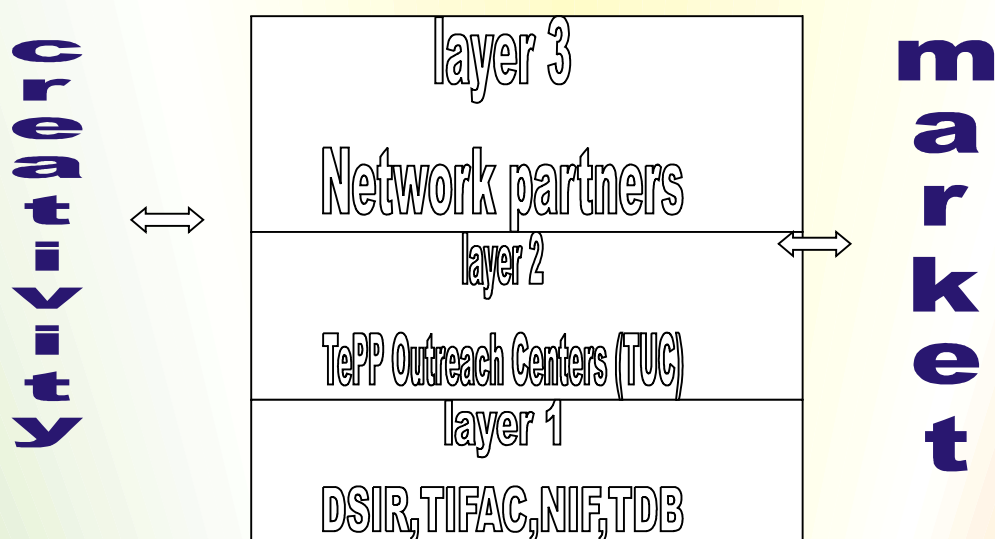 creativity
layer 3
Network partners
layer 2
TePP Outreach Centers (TUC)
layer 1
DSIR,TIFAC,NIF,TDB
market